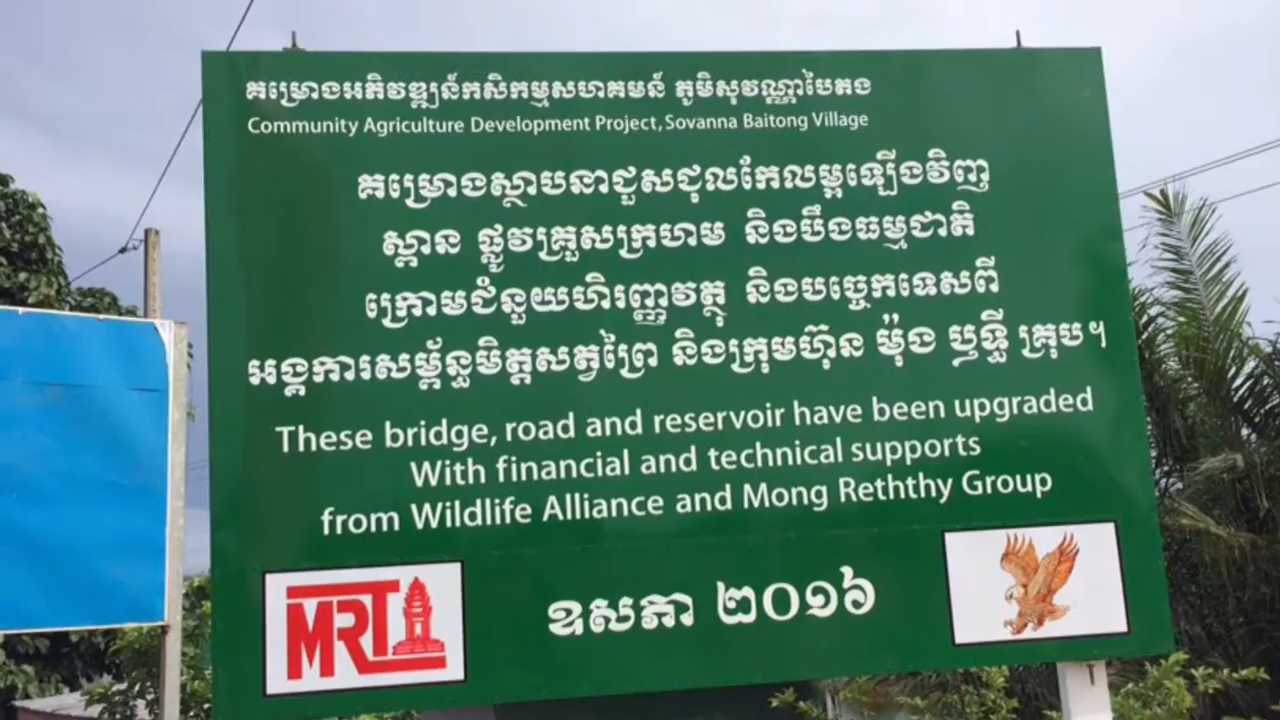 គម្រោងអភិវឌ្ឍន៍កសិកម្មសហគមន៍ ភូមិសុវណ្ណាបៃតង
Community Agriculture Development Project, Sovanna Baitong Village
គម្រោងស្ថាបនាជួសជុលកែលម្អឡើងវិញ
ស្ពាន ផ្លូវគ្រួសក្រហម និងបឹងធម្មជាតិ
ក្រោមជំនួយហិរញ្ញវត្ថុ និងបច្ចេកទេសពី
អង្គការសម្ព័ន្ធមិត្តសត្វព្រៃ និងក្រុមហ៊ុន ម៉ុង ឫទ្ធី គ្រុប។
These bridge, road and reservoir have been upgraded
With financial and technical supports
from Wildlife Alliance and Mong Reththy Group
MRT
ឧសភា ២០១៦